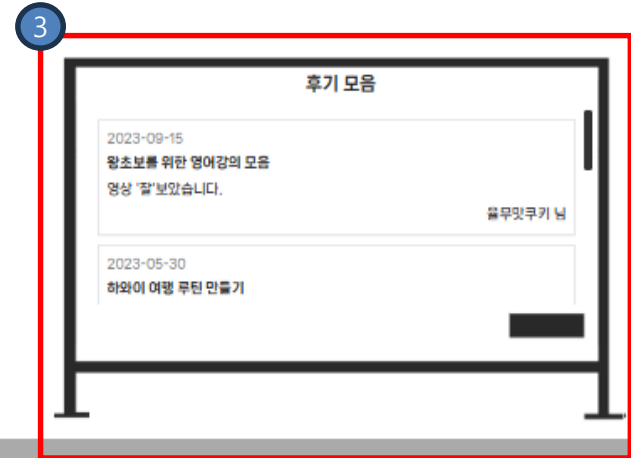 3
후기 모음
2023-09-15
왕초보를 위한 영어강의 모음
영상 '잘'보았습니다.
율무맛쿠키 님
2023-05-30
하와이 여행 루틴 만들기